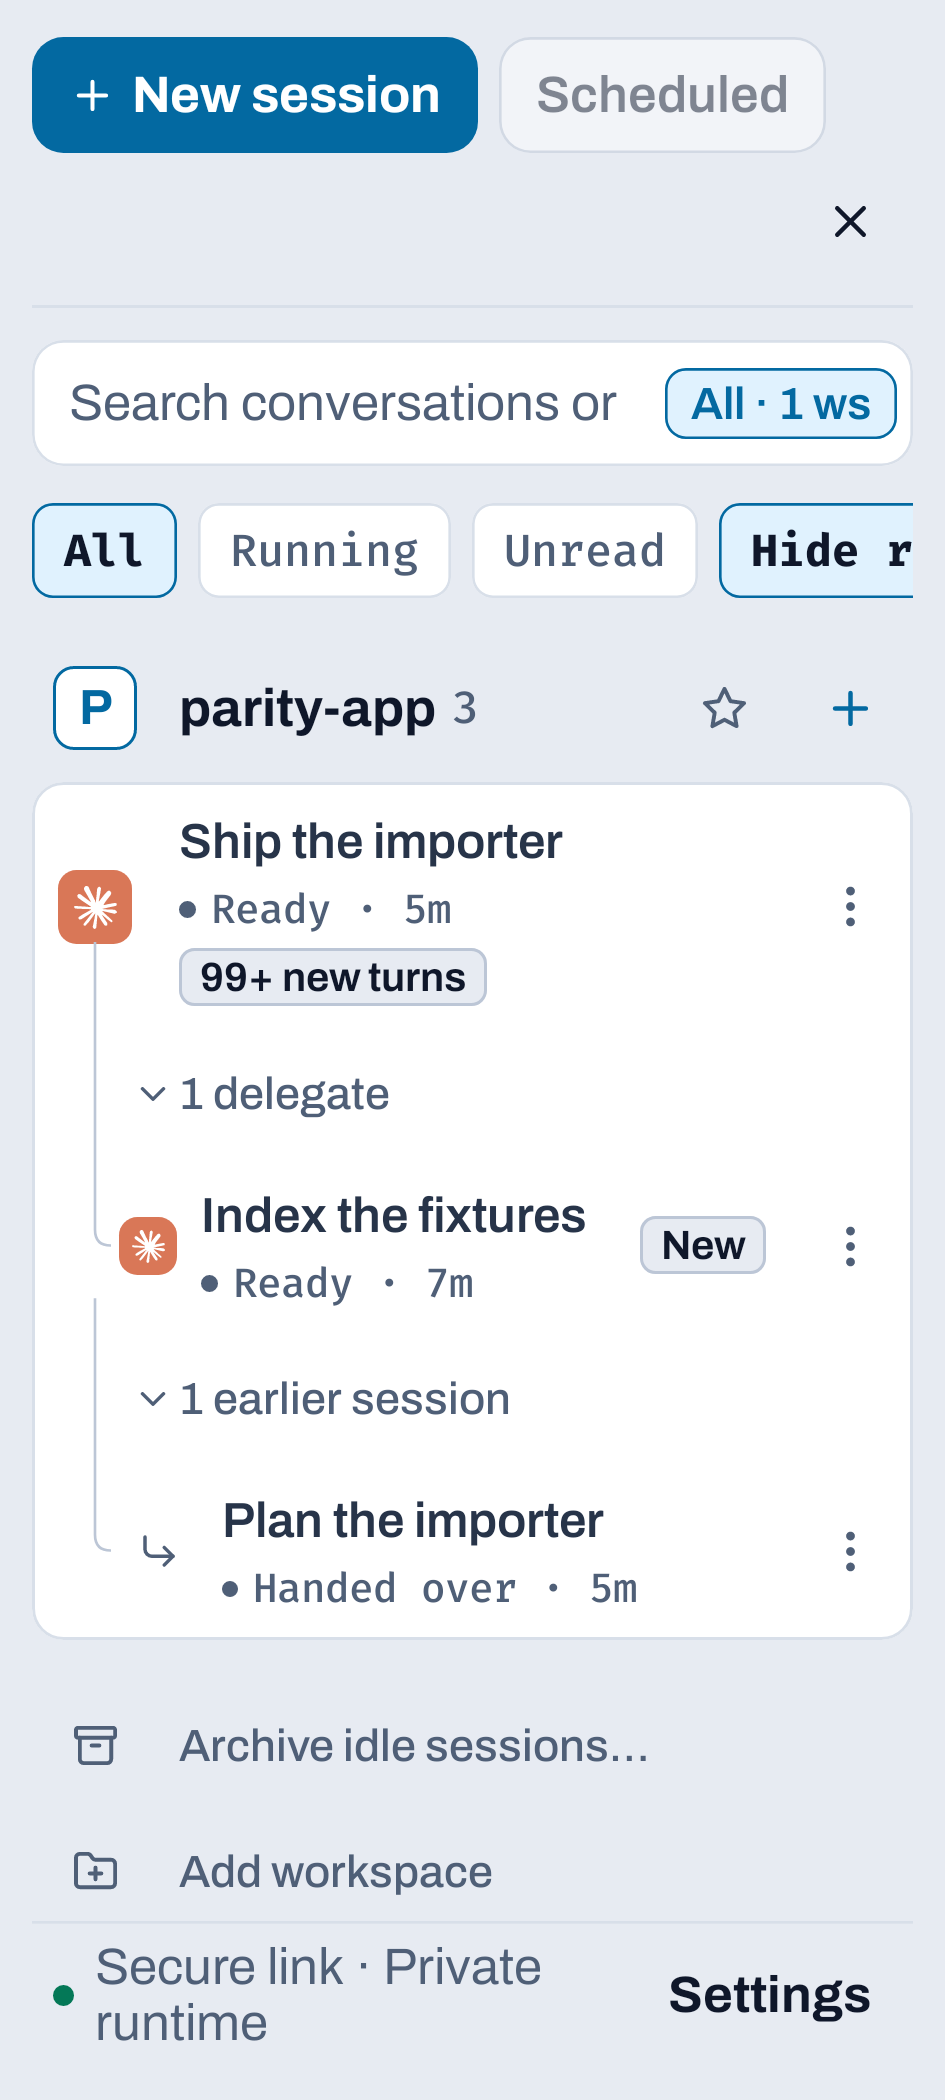 New session
Scheduled
Search conversations or
All · 1 ws
All
Running
Unread
Hide r
P
parity-app 3
Ship the importer
Ready · 5m
99+ new turns
1 delegate
Index the fixtures
New
Ready · 7m
1 earlier session
Plan the importer
Handed over · 5m
Archive idle sessions...
Add workspace
Secure link · Private
runtime
Settings